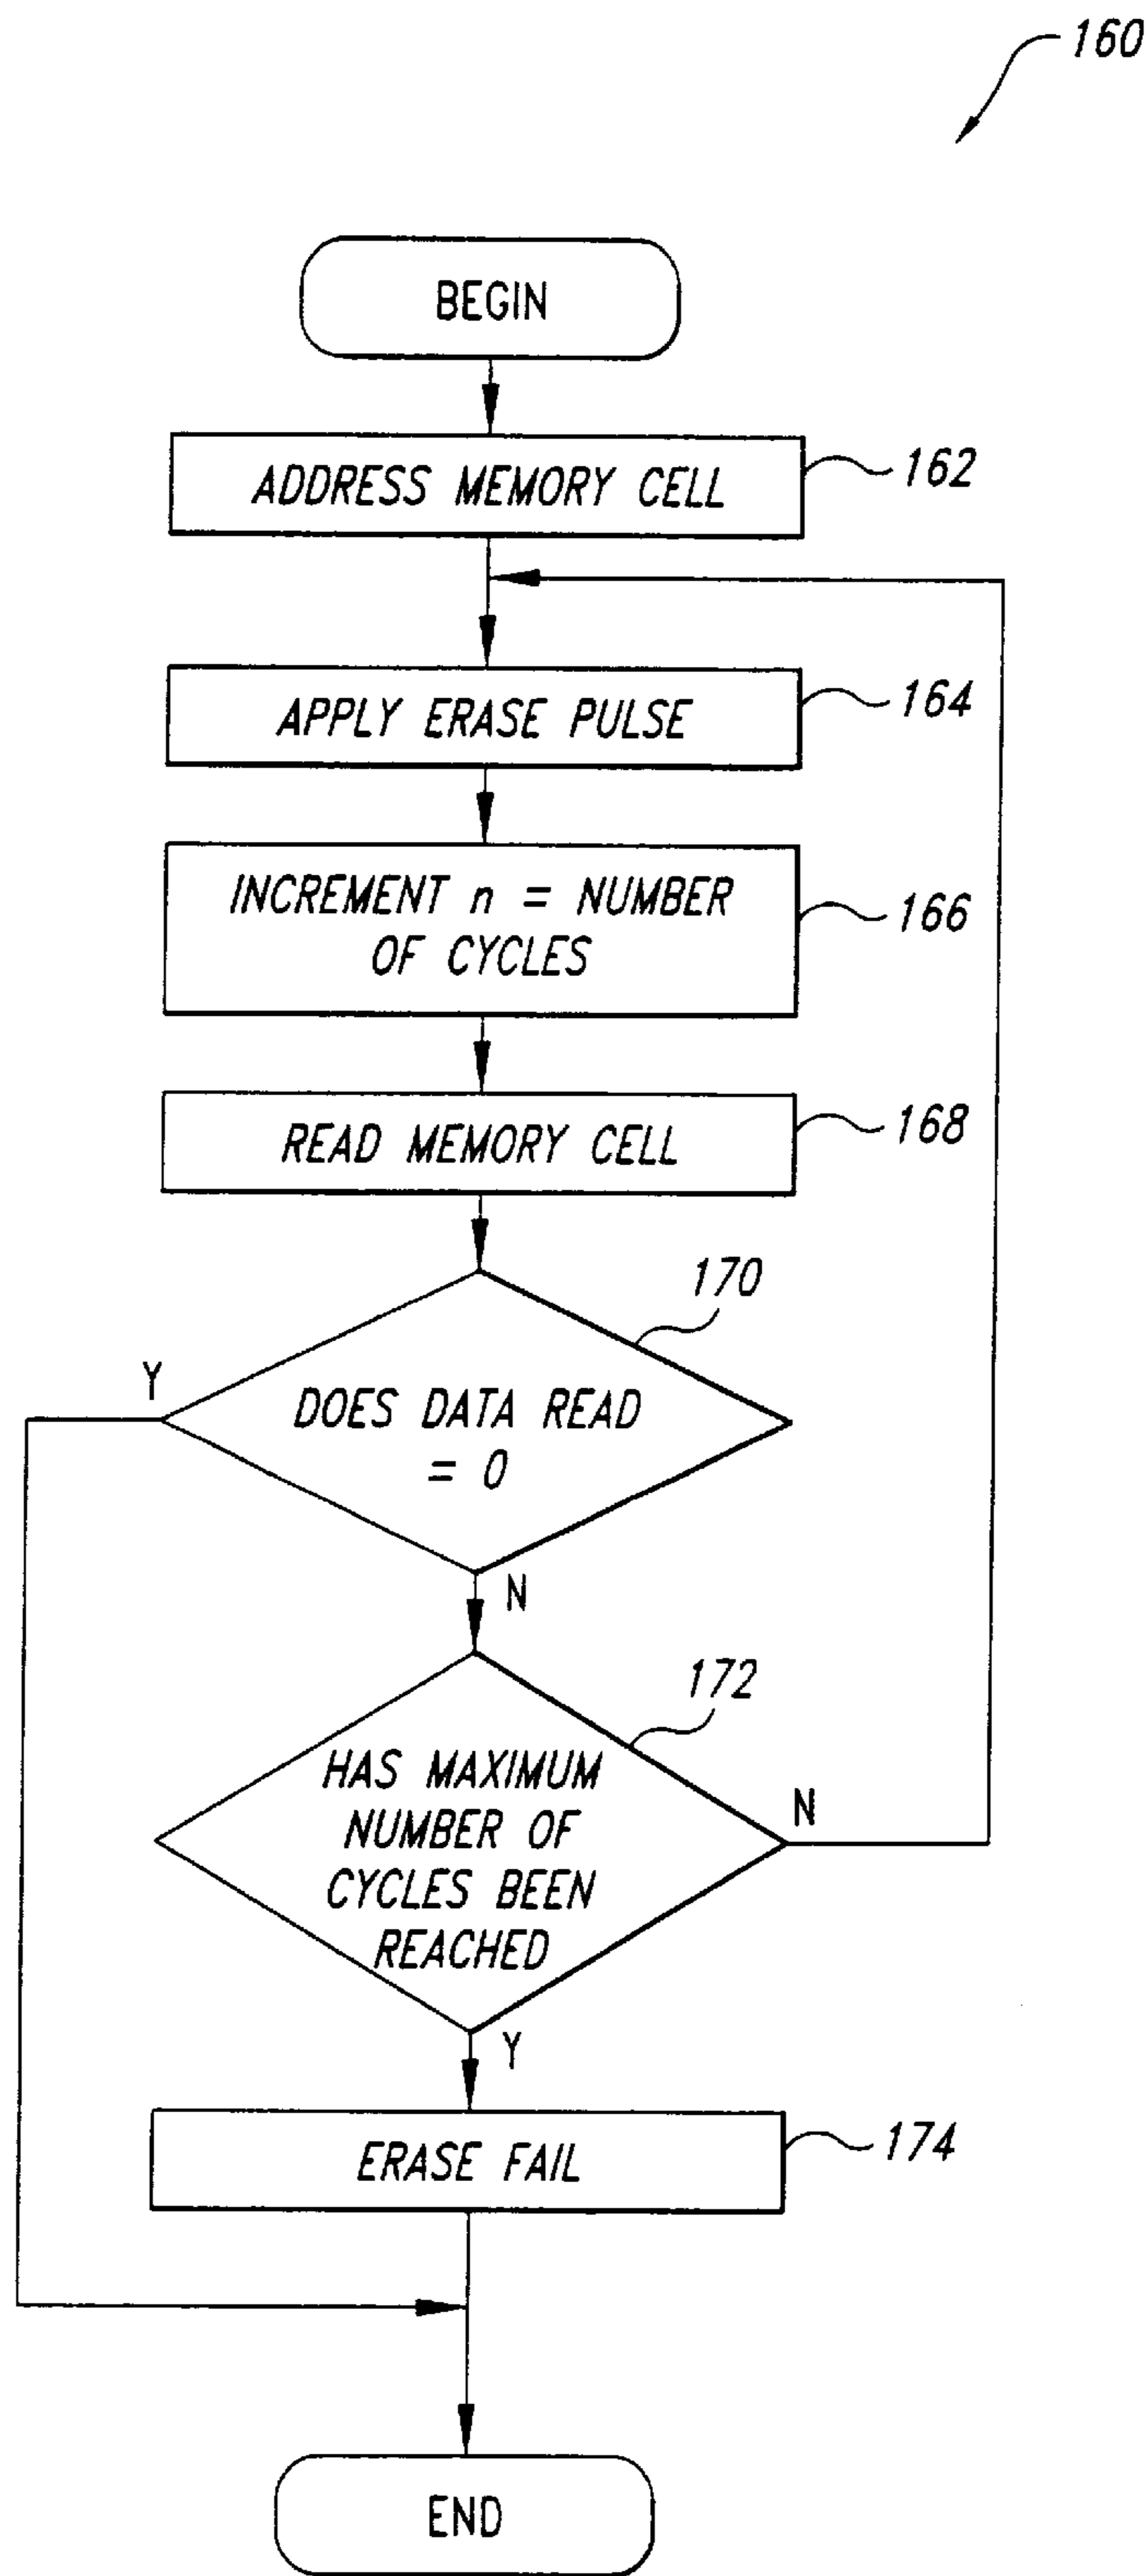 160
BEGIN
ADDRESS MEMORY CELL
162
APPLY ERASE PULSE
164
INCREMENT n = NUMBER
OF CYCLES
166
READ MEMORY CELL
168
170
Y
DOES DATA READ
= 0
N
172
HAS MAXIMUM
NUMBER OF
CYCLES BEEN
REACHED
N
Y
ERASE FAIL
174
END